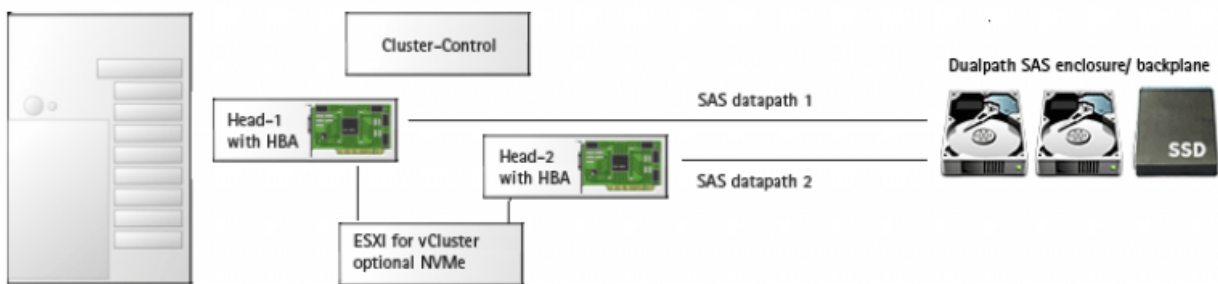 Cluster-Control
Dualpath SAS enclosure/ backplane
SAS datapath 1
Head-1
with HBA
Head-2
with HBA
SSD
SAS datapath 2
ESXI for vCluster
optional NVMe